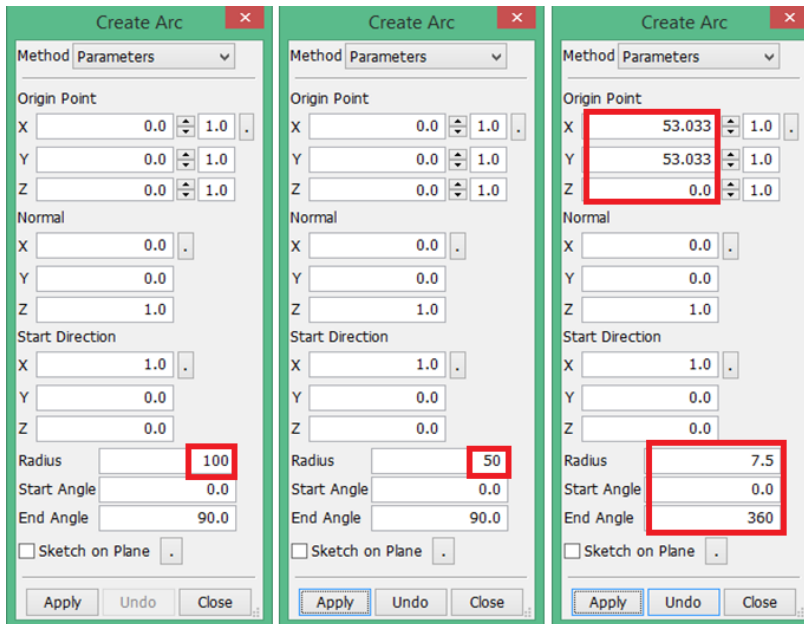 Create Arc ×
Method Parameters
Origin Point
X 0.0 1.0 .
Y 0.0 1.0
Z 0.0 1.0
Normal
X 0.0 .
Y 0.0
Z 1.0
Start Direction
X 1.0 .
Y 0.0
Z 0.0
Radius 100
Start Angle 0.0
End Angle 90.0
Sketch on Plane .
Apply Undo Close
Create Arc ×
Method Parameters
Origin Point
X 0.0 1.0 .
Y 0.0 1.0
Z 0.0 1.0
Normal
X 0.0 .
Y 0.0
Z 1.0
Start Direction
X 1.0 .
Y 0.0
Z 0.0
Radius 50
Start Angle 0.0
End Angle 90.0
Sketch on Plane .
Apply Undo Close
Create Arc ×
Method Parameters
Origin Point
X 53.033 1.0 .
Y 53.033 1.0
Z 0.0 1.0
Normal
X 0.0 .
Y 0.0
Z 1.0
Start Direction
X 1.0 .
Y 0.0
Z 0.0
Radius 7.5
Start Angle 0.0
End Angle 360
Sketch on Plane .
Apply Undo Close